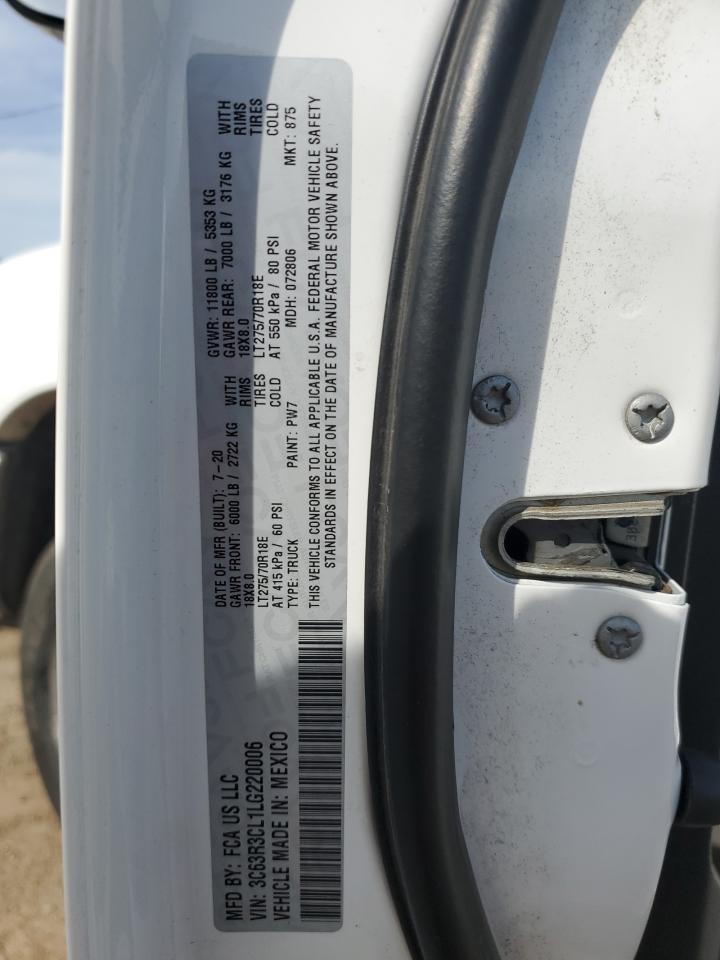 MFD BY: FCA US LLC
VIN: 3C63R3CL1LG220006
VEHICLE MADE IN: MEXICO
DATE OF MFR (BUILT): 7-20
GVWR: 11800 LB / 5353 KG
GAWR FRONT: 6000 LB / 2722 KG WITH
GAWR REAR: 7000 LB / 3176 KG WITH
18X8.0 RIMS
18X8.0 RIMS
LT275/70R18E TIRES
LT275/70R18E TIRES
AT 415 kPa / 60 PSI COLD
AT 550 kPa / 80 PSI COLD
TYPE: TRUCK PAINT: PW7 MDH: 072806 MKT: 875
THIS VEHICLE CONFORMS TO ALL APPLICABLE U.S.A. FEDERAL MOTOR VEHICLE SAFETY
STANDARDS IN EFFECT ON THE DATE OF MANUFACTURE SHOWN ABOVE.